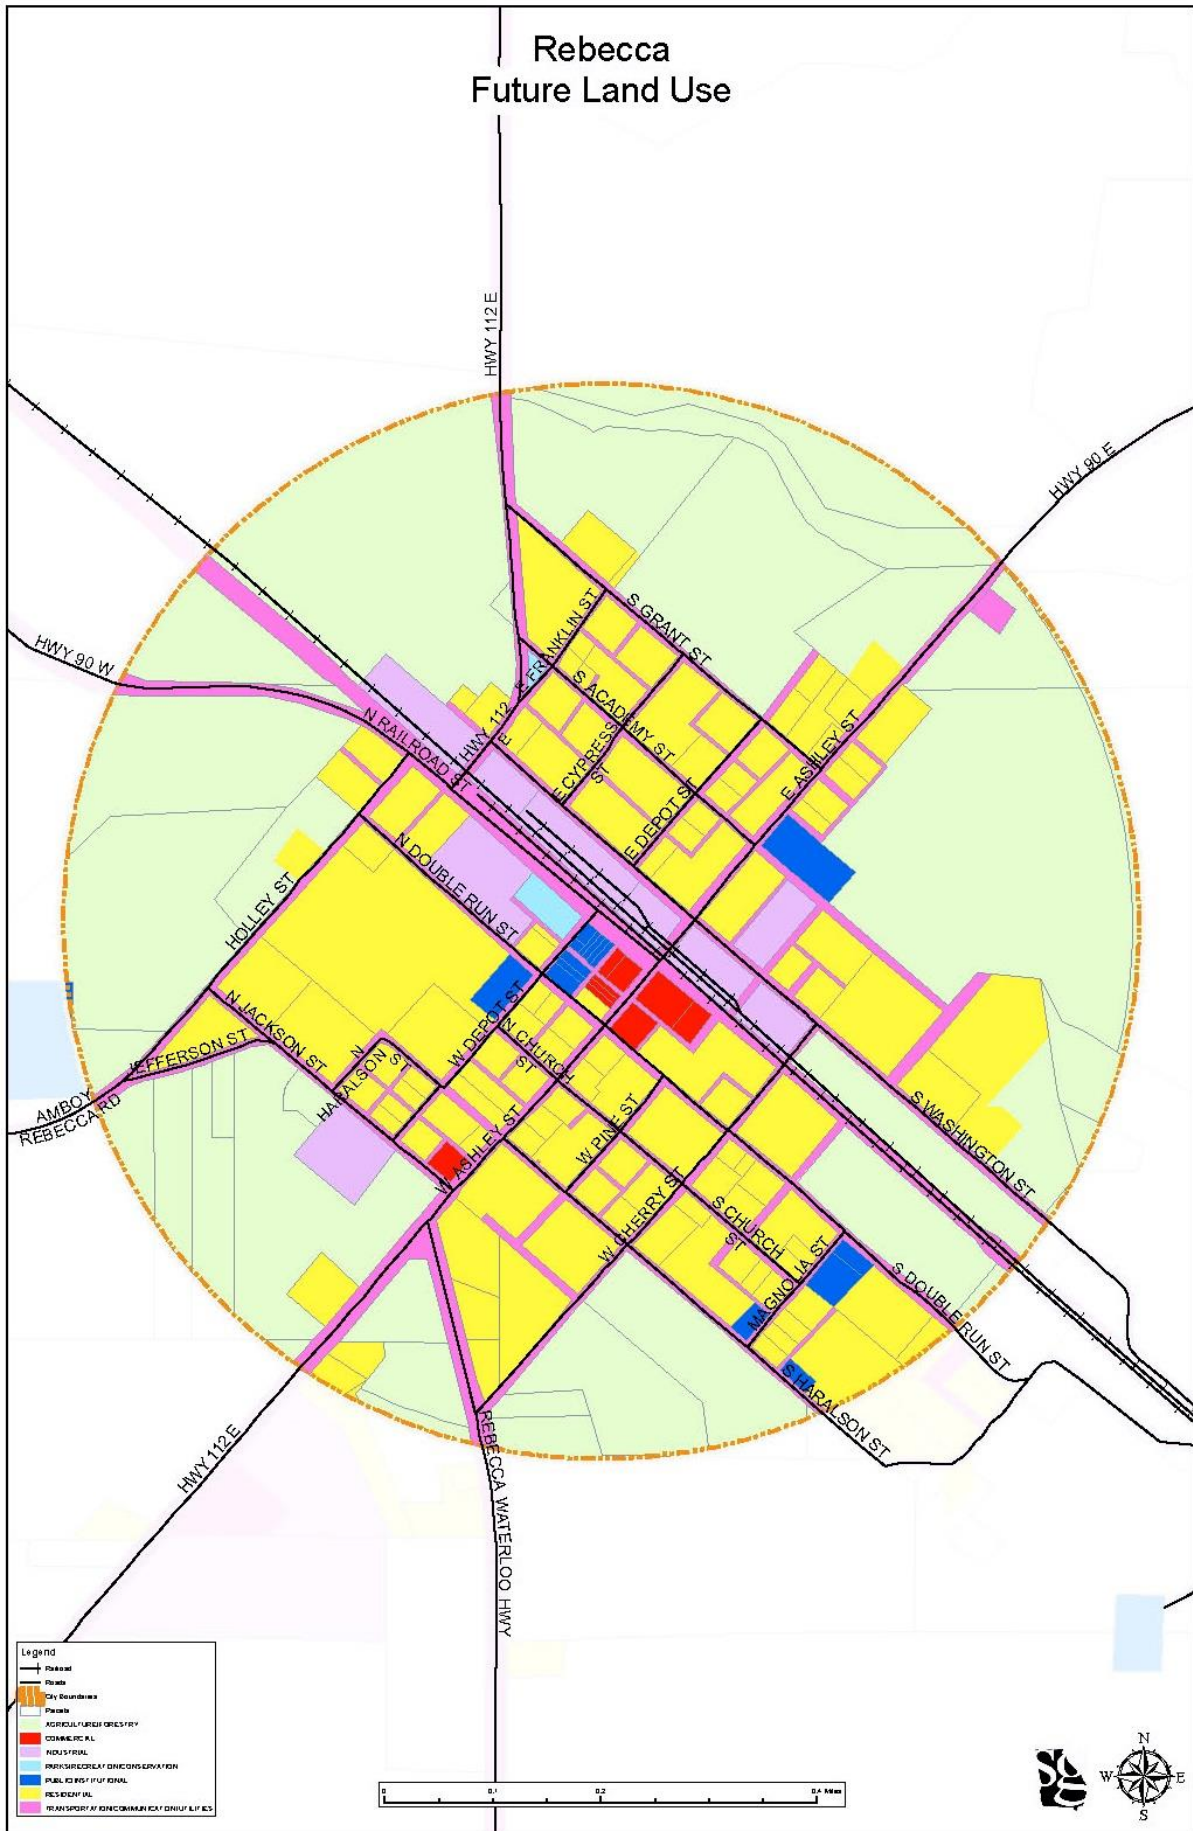 Rebecca
Future Land Use
HWY 112 E
HWY 90 E
HWY 90 W
N RAILROAD ST
HWY 112
E
E FRANKLIN ST
S GRANT ST
S ACADEMY ST
E CYPRESS
ST
E DEPOT ST
E ASHLEY ST
HOLLEY ST
N DOUBLE RUN ST
N JACKSON ST
JEFFERSON ST
AMBOY
REBECCA RD
N
HARALSON ST
W DEPOT ST
N CHURCH
ST
W ASHLEY ST
W PINE ST
W CHERRY ST
S CHURCH
ST
MAGNOLIA ST
S WASHINGTON ST
S DOUBLE RUN ST
S HARALSON ST
HWY 112 E
REBECCA WATERLOO HWY
Legend
Railroad
Roads
City Boundaries
Parcels
AGRICULTURE/FORESTRY
COMMERCIAL
INDUSTRIAL
PARKS/RECREATION/CONSERVATION
PUBLIC/INSTITUTIONAL
RESIDENTIAL
TRANSPORTATION/COMMUNICATION/UTILITIES
0 0.1 0.2 0.4 Miles
N
W E
S